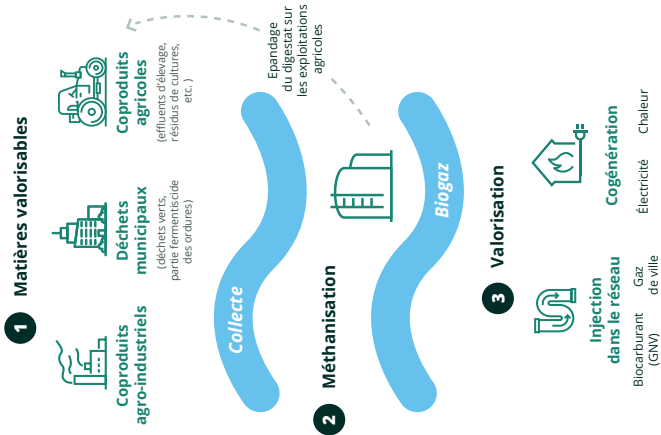 1
Matières valorisables
Coproduits
agro-industriels
Déchets
municipaux
(déchets verts,
partie fermentiscide
des ordures)
Coproduits
agricoles
(effluents d'élevage,
résidus de cultures,
etc. )
Collecte
Epandage
du digestat sur
les exploitations
agricoles
2
Méthanisation
Biogaz
3
Valorisation
Injection
dans le réseau
Biocarburant
(GNV)
Gaz
de ville
Cogénération
Électricité
Chaleur